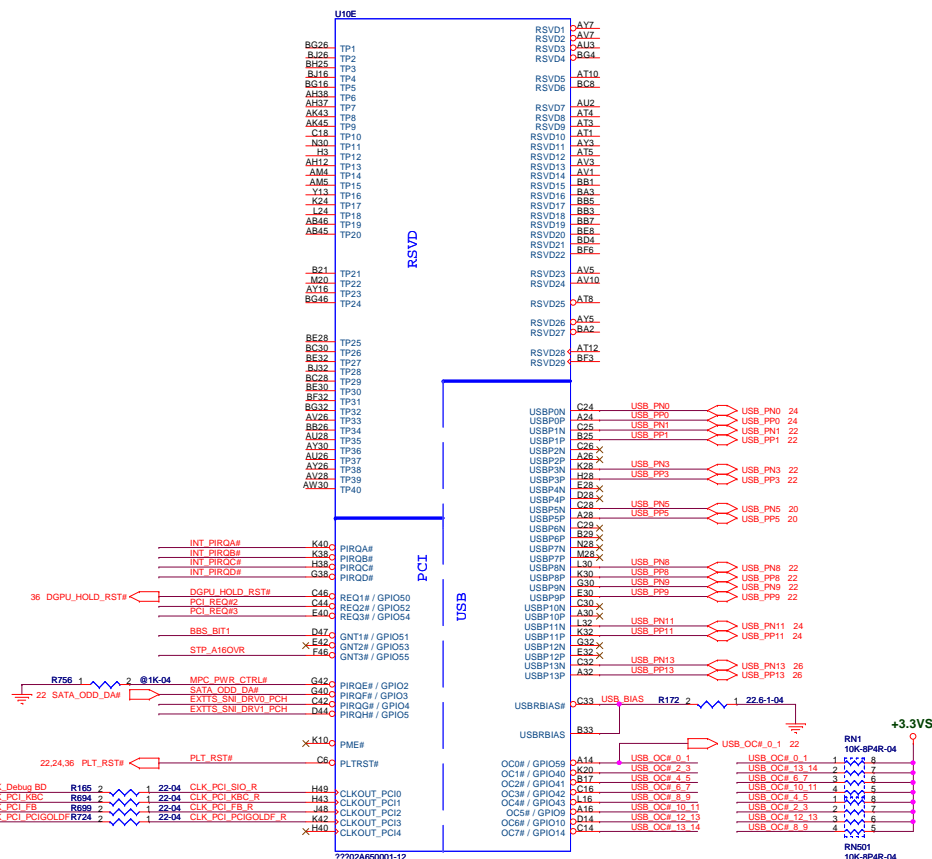 U10E
BG26 TP1
BJ26 TP2
BH25 TP3
BJ16 TP4
BG16 TP5
AH38 TP6
AH37 TP7
AK43 TP8
AK45 TP9
C18 TP10
N30 TP11
H3 TP12
AH12 TP13
AM4 TP14
AM5 TP15
Y13 TP16
K24 TP17
L24 TP18
AB46 TP19
AB45 TP20
B21 TP21
M20 TP22
AY16 TP23
BG46 TP24
BE28 TP25
BC30 TP26
BE32 TP27
BJ32 TP28
BC28 TP29
BE30 TP30
BF32 TP31
BG32 TP32
AV26 TP33
BB26 TP34
AU28 TP35
AY30 TP36
AU26 TP37
AY26 TP38
AV28 TP39
AW30 TP40
RSVD
RSVD1 AY7
RSVD2 AV7
RSVD3 AU3
RSVD4 BG4
RSVD5 AT10
RSVD6 BC8
RSVD7 AU2
RSVD8 AT4
RSVD9 AT3
RSVD10 AT1
RSVD11 AY3
RSVD12 AT5
RSVD13 AV3
RSVD14 AV1
RSVD15 BB1
RSVD16 BA3
RSVD17 BB5
RSVD18 BB3
RSVD19 BB7
RSVD20 BE8
RSVD21 BD4
RSVD22 BF6
RSVD23 AV5
RSVD24 AV10
RSVD25 AT8
RSVD26 AY5
RSVD27 BA2
RSVD28 AT12
RSVD29 BF3
INT_PIRQA# K40 PIRQA#
INT_PIRQB# K38 PIRQB#
INT_PIRQC# H38 PIRQC#
INT_PIRQD# G38 PIRQD#
36 DGPU_HOLD_RST# DGPU_HOLD_RST# C46 REQ1# / GPIO50
PCI_REQ#2 C44 REQ2# / GPIO52
PCI_REQ#3 E40 REQ3# / GPIO54
BBS_BIT1 D47 GNT1# / GPIO51
E42 GNT2# / GPIO53
STP_A16OVR F46 GNT3# / GPIO55
R756 1 2 @1K-04 MPC_PWR_CTRL# G42 PIRQE# / GPIO2
22 SATA_ODD_DA# SATA_ODD_DA# G40 PIRQF# / GPIO3
EXTTS_SNI_DRV0_PCH C42 PIRQG# / GPIO4
EXTTS_SNI_DRV1_PCH D44 PIRQH# / GPIO5
K10 PME#
22,24,36 PLT_RST# PLT_RST# C6 PLTRST#
K_Debug BD R165 2 1 22-04 CLK_PCI_SIO_R H49 CLKOUT_PCI0
K_PCI_KBC R694 2 1 22-04 CLK_PCI_KBC_R H43 CLKOUT_PCI1
K_PCI_FB R699 2 1 22-04 CLK_PCI_FB_R J48 CLKOUT_PCI2
K_PCI_PCIGOLDF R724 2 1 22-04 CLK_PCI_PCIGOLDF_R K42 CLKOUT_PCI3
H40 CLKOUT_PCI4
PCI
USB
USBP0N C24 USB_PN0 USB_PN0 24
USBP0P A24 USB_PP0 USB_PP0 24
USBP1N C25 USB_PN1 USB_PN1 22
USBP1P B25 USB_PP1 USB_PP1 22
USBP2N C26
USBP2P A26
USBP3N K28 USB_PN3 USB_PN3 22
USBP3P H28 USB_PP3 USB_PP3 22
USBP4N E28
USBP4P D28
USBP5N C28 USB_PN5 USB_PN5 20
USBP5P A28 USB_PP5 USB_PP5 20
USBP6N C29
USBP6P B29
USBP7N N28
USBP7P M28
USBP8N L30 USB_PN8 USB_PN8 22
USBP8P K30 USB_PP8 USB_PP8 22
USBP9N G30 USB_PN9 USB_PN9 22
USBP9P E30 USB_PP9 USB_PP9 22
USBP10N C30
USBP10P A30
USBP11N L32 USB_PN11 USB_PN11 24
USBP11P K32 USB_PP11 USB_PP11 24
USBP12N G32
USBP12P E32
USBP13N C32 USB_PN13 USB_PN13 26
USBP13P A32 USB_PP13 USB_PP13 26
USBRBIAS# C33 USB_BIAS R172 2 1 22.6-1-04
USBRBIAS B33
USB_OC#_0_1 22
+3.3VS
RN1
10K-8P4R-04
OC0# / GPIO59 A14 USB_OC#_0_1 USB_OC#_0_1 1 8
OC1# / GPIO40 K20 USB_OC#_2_3 USB_OC#_13_14 2 7
OC2# / GPIO41 B17 USB_OC#_4_5 USB_OC#_6_7 3 6
OC3# / GPIO42 C16 USB_OC#_6_7 USB_OC#_10_11 4 5
OC4# / GPIO43 L16 USB_OC#_8_9 USB_OC#_4_5 1 8
OC5# / GPIO9 A16 USB_OC#_10_11 USB_OC#_2_3 2 7
OC6# / GPIO10 D14 USB_OC#_12_13 USB_OC#_12_13 3 6
OC7# / GPIO14 C14 USB_OC#_13_14 USB_OC#_8_9 4 5
RN501
10K-8P4R-04
???02A650001-12